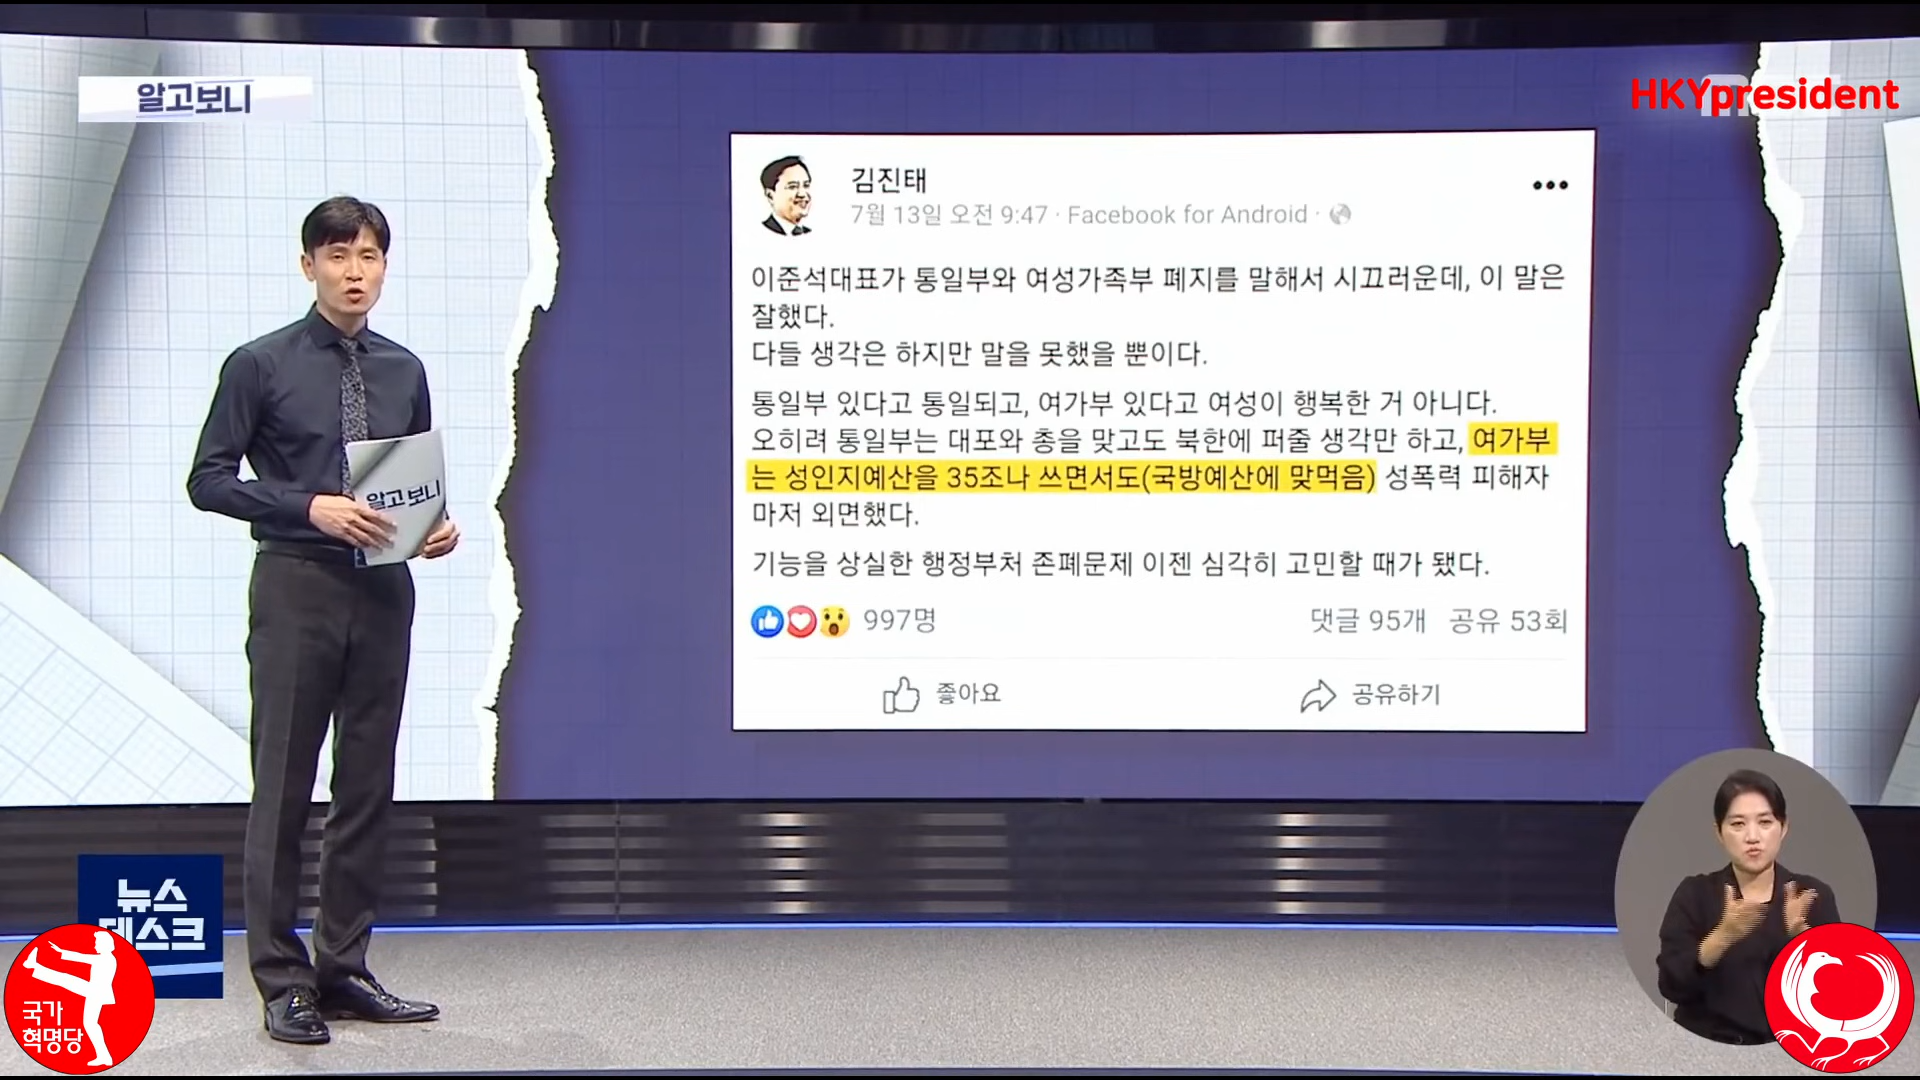 알고보니
HKYpresident
김진태
7월 13일 오전 9:47 · Facebook for Android ·
이준석대표가 통일부와 여성가족부 폐지를 말해서 시끄러운데, 이 말은
잘했다.
다들 생각은 하지만 말을 못했을 뿐이다.
통일부 있다고 통일되고, 여가부 있다고 여성이 행복한 거 아니다.
오히려 통일부는 대포와 총을 맞고도 북한에 퍼줄 생각만 하고, 여가부
는 성인지예산을 35조나 쓰면서도(국방예산에 맞먹음) 성폭력 피해자
마저 외면했다.
기능을 상실한 행정부처 존폐문제 이젠 심각히 고민할 때가 됐다.
997명
댓글 95개 공유 53회
좋아요
공유하기
알고보니
뉴스
데스크
국가
혁명당